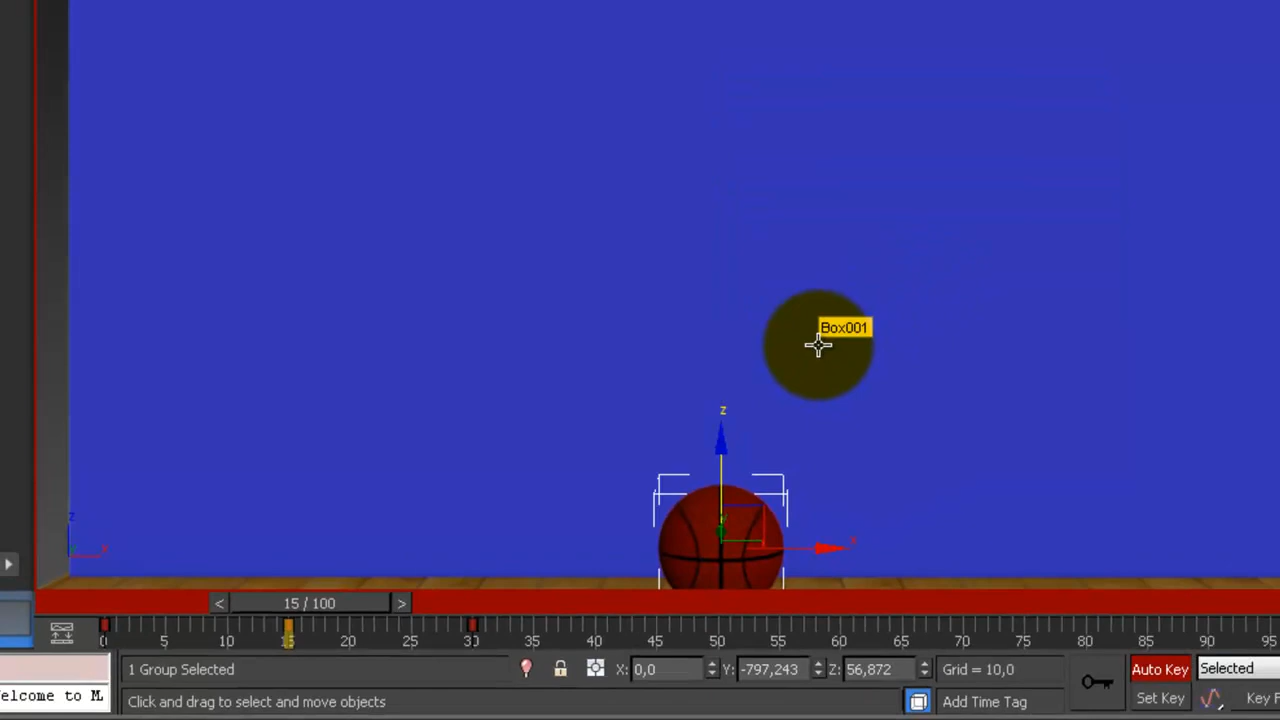 Box001
z
x
z
x
< 15 / 100 >
0 5 10 15 20 25 30 35 40 45 50 55 60 65 70 75 80 85 90 95
1 Group Selected X: 0,0 Y: -797,243 Z: 56,872 Grid = 10,0 Auto Key Selected
elcome to M Click and drag to select and move objects Add Time Tag Set Key Key F